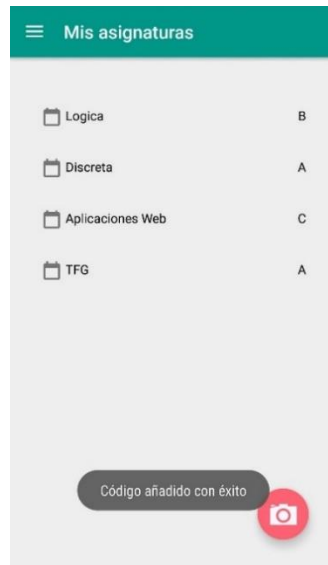 Mis asignaturas
Logica B
Discreta A
Aplicaciones Web C
TFG A
Código añadido con éxito